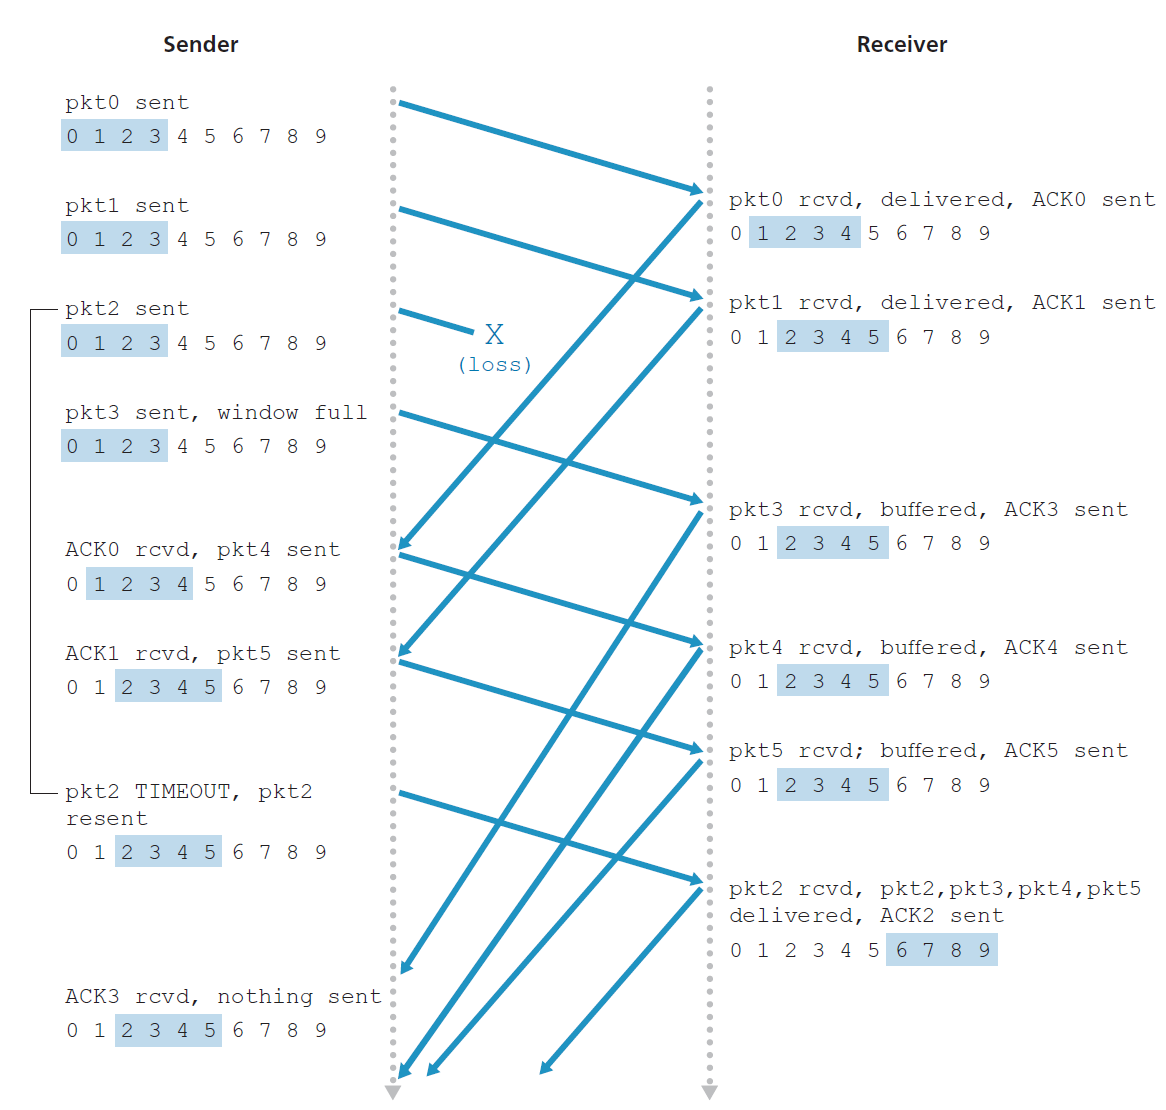 Sender
pkt0 sent
0 1 2 3 4 5 6 7 8 9
pkt1 sent
0 1 2 3 4 5 6 7 8 9
pkt2 sent
0 1 2 3 4 5 6 7 8 9
pkt3 sent, window full
0 1 2 3 4 5 6 7 8 9
ACK0 rcvd, pkt4 sent
0 1 2 3 4 5 6 7 8 9
ACK1 rcvd, pkt5 sent
0 1 2 3 4 5 6 7 8 9
pkt2 TIMEOUT, pkt2
resent
0 1 2 3 4 5 6 7 8 9
ACK3 rcvd, nothing sent
0 1 2 3 4 5 6 7 8 9
X
(loss)
Receiver
pkt0 rcvd, delivered, ACK0 sent
0 1 2 3 4 5 6 7 8 9
pkt1 rcvd, delivered, ACK1 sent
0 1 2 3 4 5 6 7 8 9
pkt3 rcvd, buffered, ACK3 sent
0 1 2 3 4 5 6 7 8 9
pkt4 rcvd, buffered, ACK4 sent
0 1 2 3 4 5 6 7 8 9
pkt5 rcvd; buffered, ACK5 sent
0 1 2 3 4 5 6 7 8 9
pkt2 rcvd, pkt2,pkt3,pkt4,pkt5
delivered, ACK2 sent
0 1 2 3 4 5 6 7 8 9